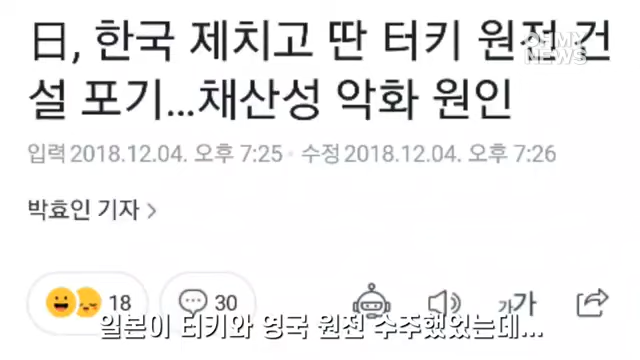 日, 한국 제치고 딴 터키 원전 건
설 포기...채산성 악화 원인
입력 2018.12.04. 오후 7:25 · 수정 2018.12.04. 오후 7:26
박효인 기자 >
18 30 가가
일본이 터키와 영국 원전 수주했었는데...